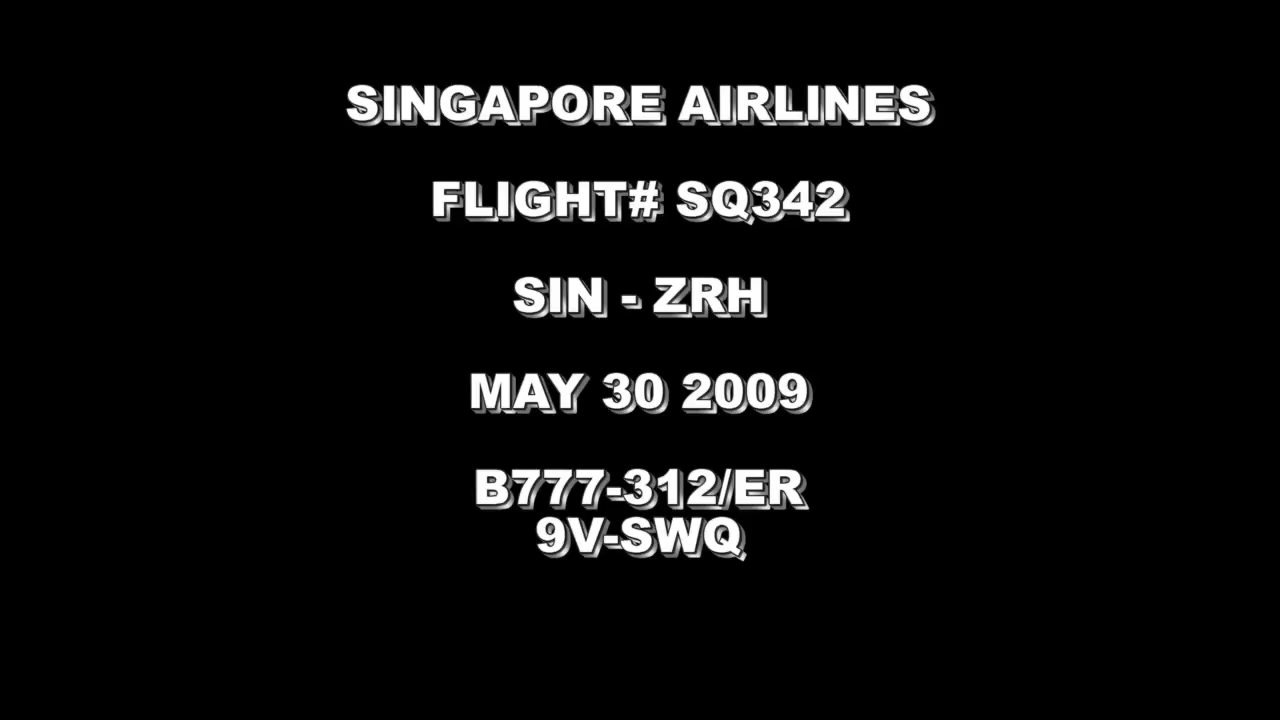 SINGAPORE AIRLINES
FLIGHT# SQ342
SIN - ZRH
MAY 30 2009
B777-312/ER
9V-SWQ